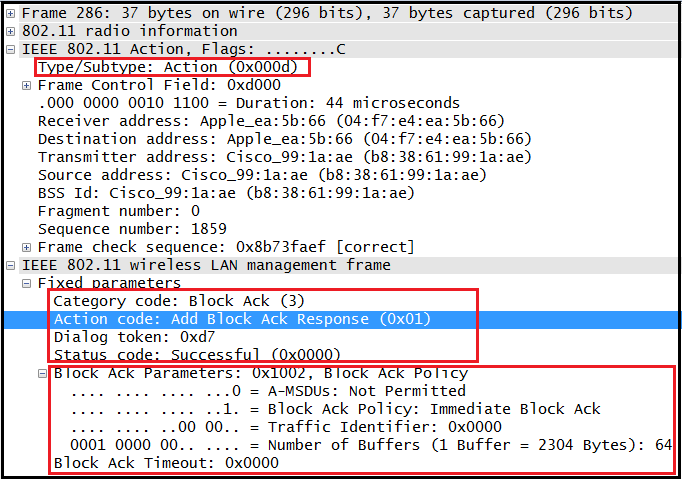 Frame 286: 37 bytes on wire (296 bits), 37 bytes captured (296 bits)
802.11 radio information
IEEE 802.11 Action, Flags: ........C
Type/Subtype: Action (0x000d)
Frame Control Field: 0xd000
.000 0000 0010 1100 = Duration: 44 microseconds
Receiver address: Apple_ea:5b:66 (04:f7:e4:ea:5b:66)
Destination address: Apple_ea:5b:66 (04:f7:e4:ea:5b:66)
Transmitter address: Cisco_99:1a:ae (b8:38:61:99:1a:ae)
Source address: Cisco_99:1a:ae (b8:38:61:99:1a:ae)
BSS Id: Cisco_99:1a:ae (b8:38:61:99:1a:ae)
Fragment number: 0
Sequence number: 1859
Frame check sequence: 0x8b73faef [correct]
IEEE 802.11 wireless LAN management frame
Fixed parameters
Category code: Block Ack (3)
Action code: Add Block Ack Response (0x01)
Dialog token: 0xd7
Status code: Successful (0x0000)
Block Ack Parameters: 0x1002, Block Ack Policy
.... .... .... ...0 = A-MSDUs: Not Permitted
.... .... .... ..1. = Block Ack Policy: Immediate Block Ack
.... .... ..00 00.. = Traffic Identifier: 0x0000
0001 0000 00.. .... = Number of Buffers (1 Buffer = 2304 Bytes): 64
Block Ack Timeout: 0x0000